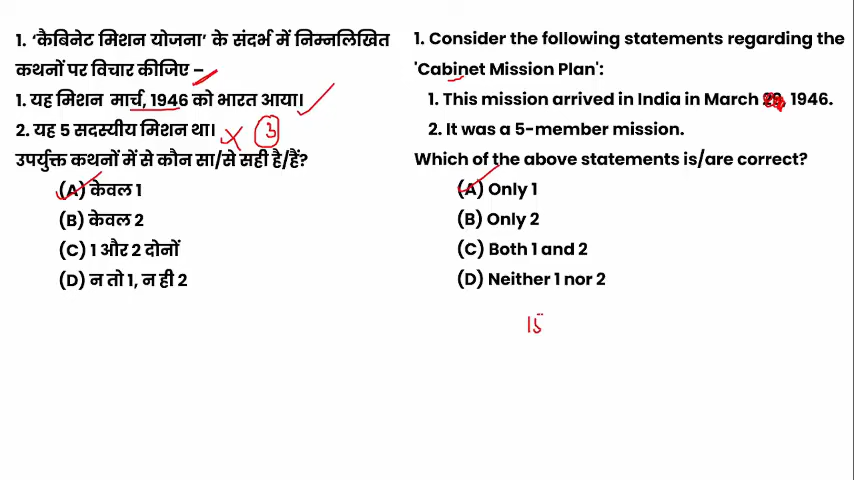 1. ‘कैबिनेट मिशन योजना’ के संदर्भ में निम्नलिखित
कथनों पर विचार कीजिए –
1. यह मिशन मार्च, 1946 को भारत आया।
2. यह 5 सदस्यीय मिशन था।
3
उपर्युक्त कथनों में से कौन सा/से सही है/हैं?
(A) केवल 1
(B) केवल 2
(C) 1 और 2 दोनों
(D) न तो 1, न ही 2
1. Consider the following statements regarding the
'Cabinet Mission Plan':
1. This mission arrived in India in March , 1946.
2. It was a 5-member mission.
Which of the above statements is/are correct?
(A) Only 1
(B) Only 2
(C) Both 1 and 2
(D) Neither 1 nor 2
15